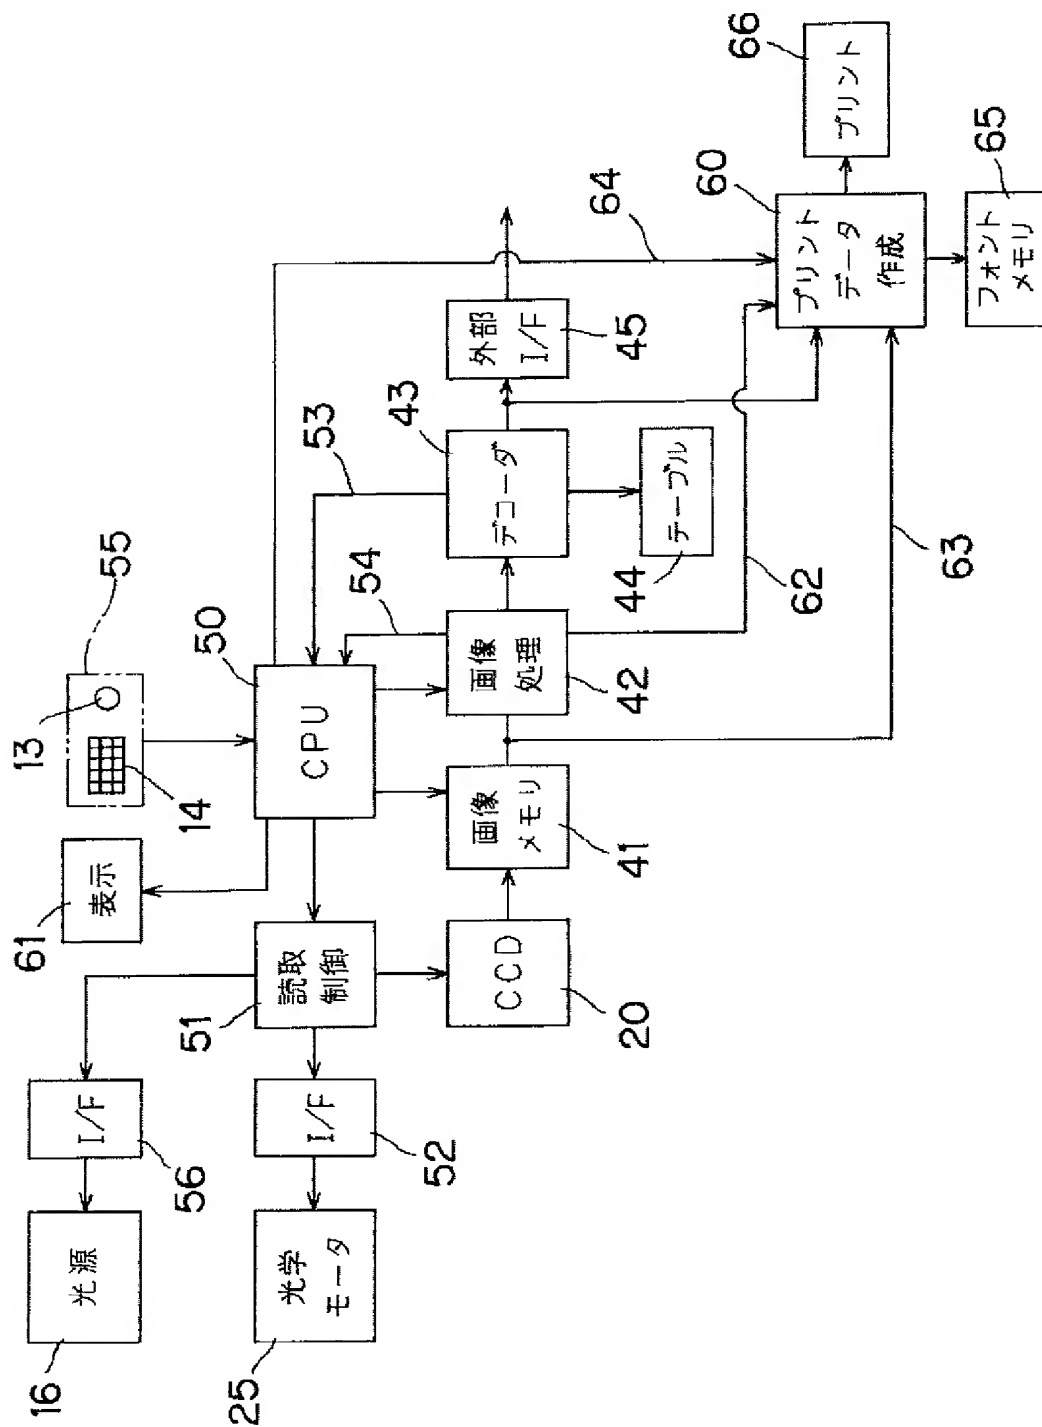 61
表示
13
14
55
16
光源
56
I/F
25
光学
モータ
52
I/F
51
読取
制御
50
CPU
54
53
20
CCD
41
画像
メモリ
42
画像
処理
43
デコーダ
45
外部
I/F
44
テーブル
64
62
60
プリント
データ
作成
66
プリント
63
65
フォント
メモリ